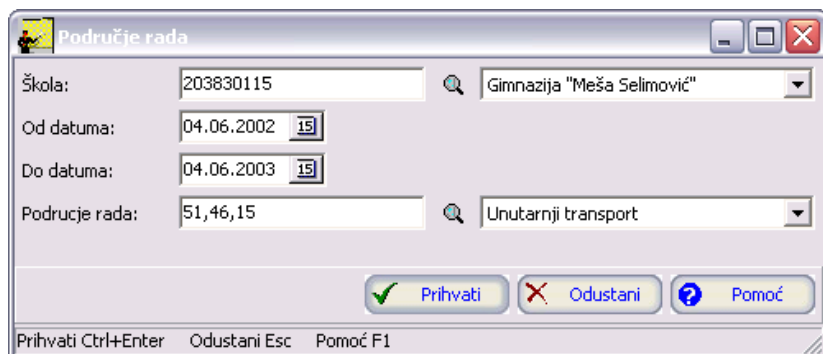 Područje rada
Škola: 203830115 Gimnazija "Meša Selimović"
Od datuma: 04.06.2002 15
Do datuma: 04.06.2003 15
Podrucje rada: 51,46,15 Unutarnji transport
Prihvati Odustani Pomoć
Prihvati Ctrl+Enter Odustani Esc Pomoć F1